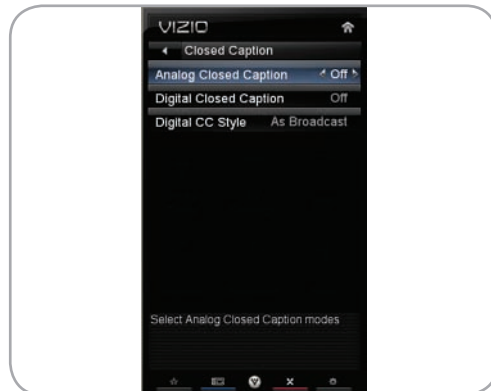 VIZIO
Closed Caption
Analog Closed Caption Off
Digital Closed Caption Off
Digital CC Style As Broadcast
Select Analog Closed Caption modes